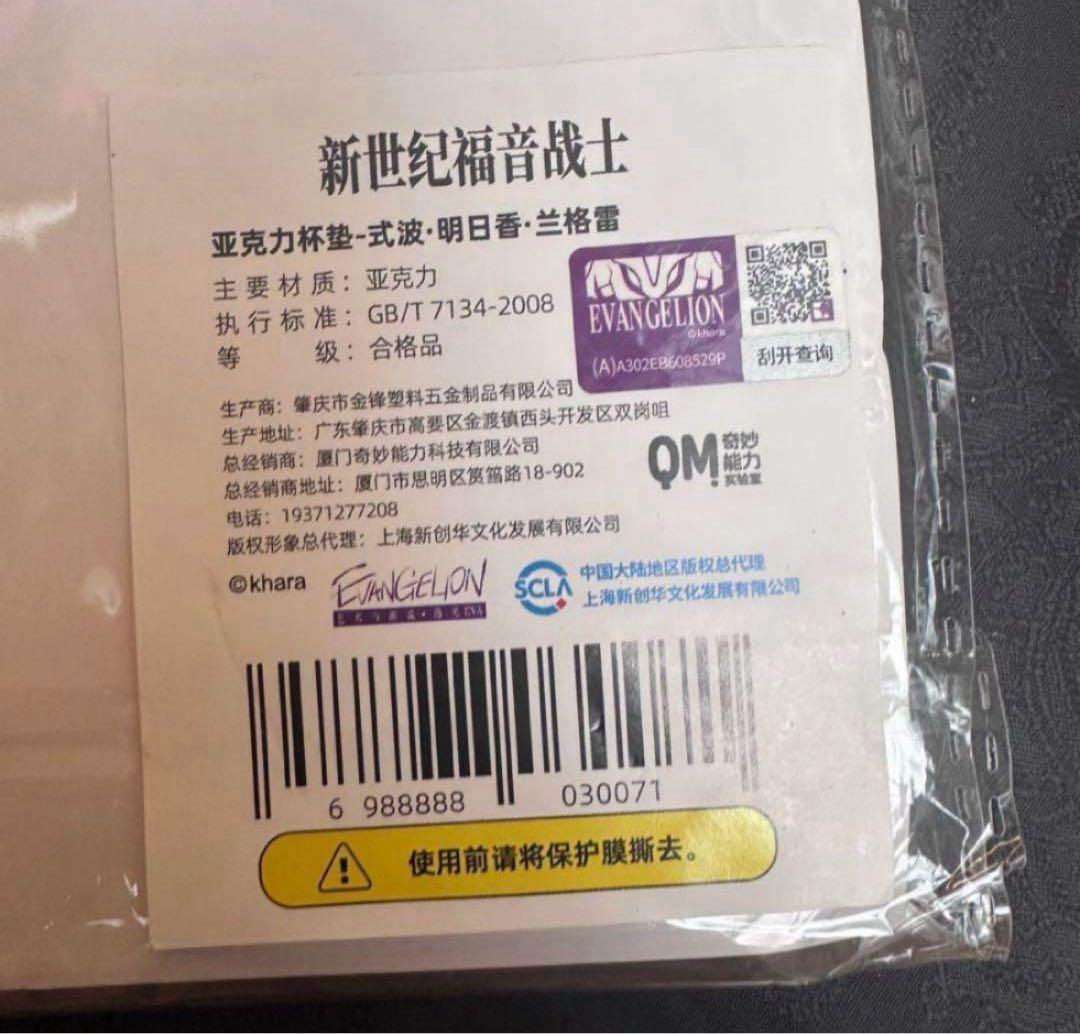 新世纪福音战士
亚克力杯垫-式波·明日香·兰格雷
主要材质：亚克力
执行标准：GB/T 7134-2008
等 级：合格品
EVANGELION
©khara
(A)A302EB608529P
刮开查询
生产商：肇庆市金锋塑料五金制品有限公司
生产地址：广东肇庆市高要区金渡镇西头开发区双岗咀
总经销商：厦门奇妙能力科技有限公司
总经销商地址：厦门市思明区筼筜路18-902
电话：19371277208
版权形象总代理：上海新创华文化发展有限公司
QM
奇妙
能力
实验室
©khara
EVANGELION
SCLA
中国大陆地区版权总代理
上海新创华文化发展有限公司
6 988888 030071
使用前请将保护膜撕去。